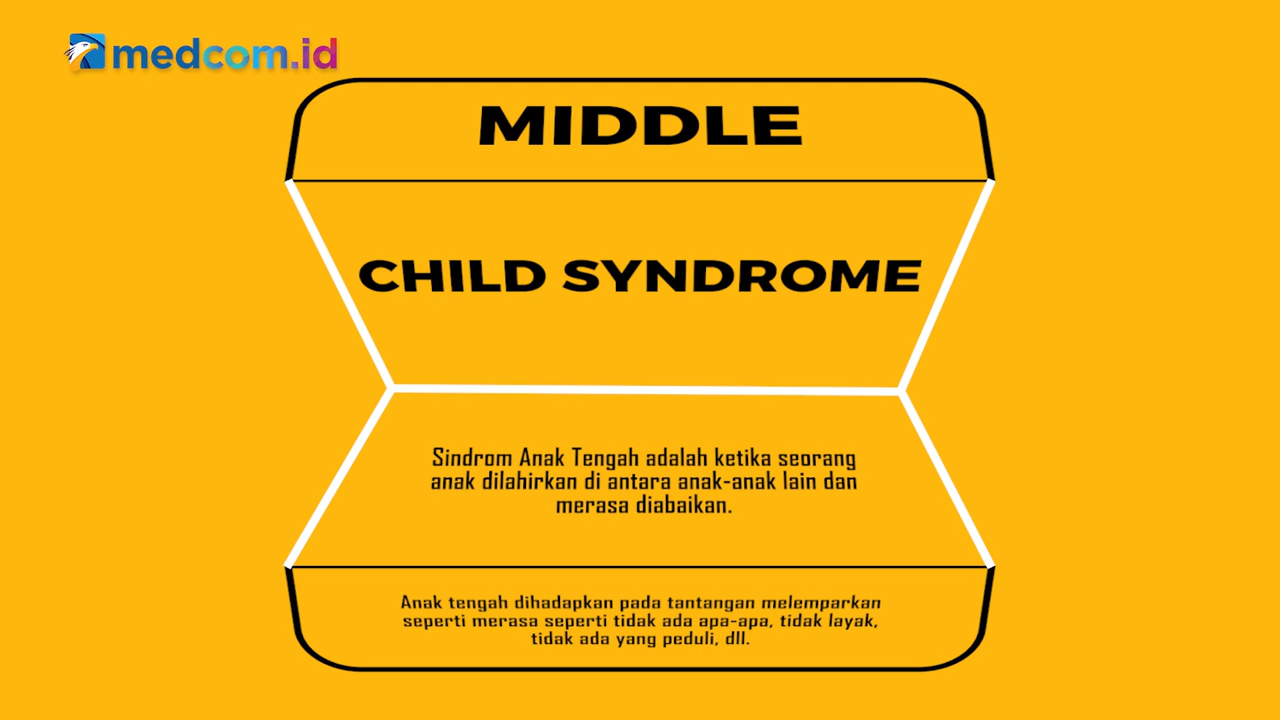 medcom.id
MIDDLE
CHILD SYNDROME
Sindrom Anak Tengah adalah ketika seorang
anak dilahirkan di antara anak-anak lain dan
merasa diabaikan.
Anak tengah dihadapkan pada tantangan melemparkan
seperti merasa seperti tidak ada apa-apa, tidak layak,
tidak ada yang peduli, dll.